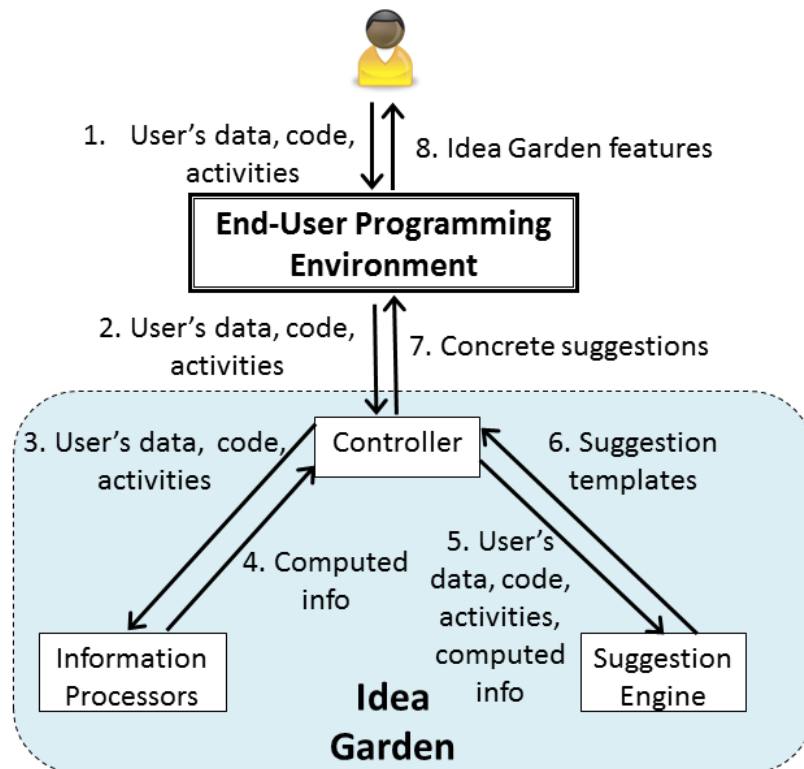 1. User's data, code,
activities
8. Idea Garden features
End-User Programming
Environment
2. User's data, code,
activities
7. Concrete suggestions
3. User's data, code,
activities
Controller
6. Suggestion
templates
4. Computed
info
5. User's
data, code,
activities,
computed
info
Information
Processors
Suggestion
Engine
Idea
Garden